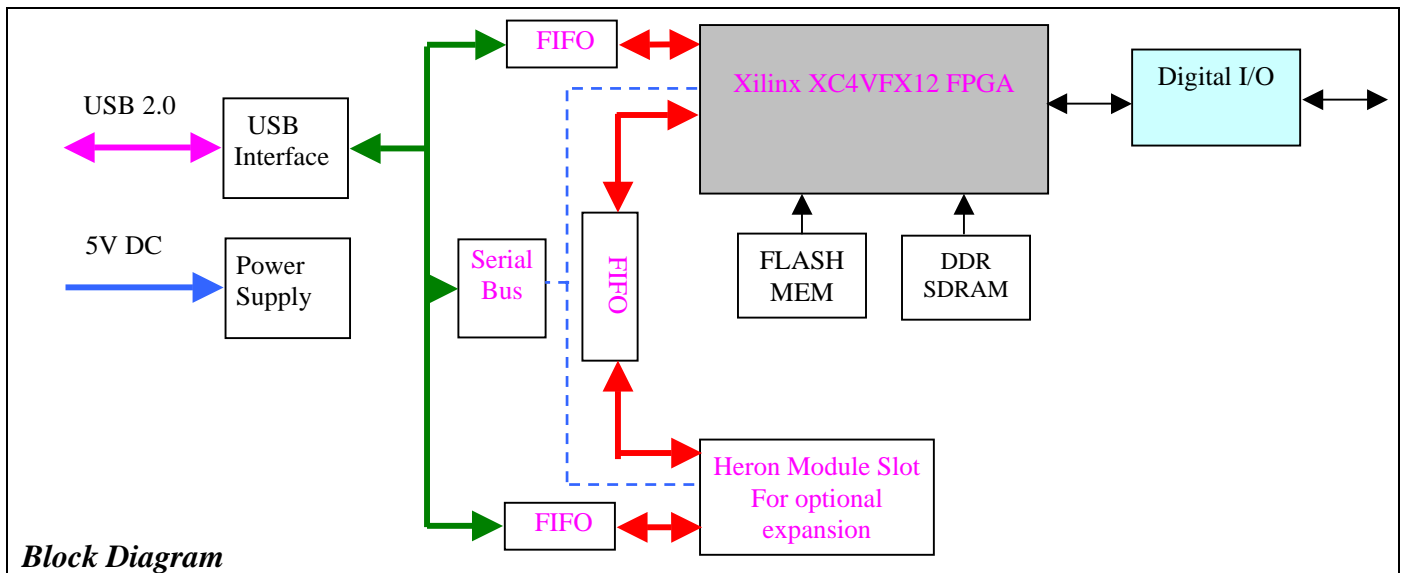 FIFO
Xilinx XC4VFX12 FPGA
Digital I/O
USB 2.0
USB
Interface
5V DC
Power
Supply
Serial
Bus
FIFO
FLASH
MEM
DDR
SDRAM
Heron Module Slot
For optional
expansion
FIFO
Block Diagram